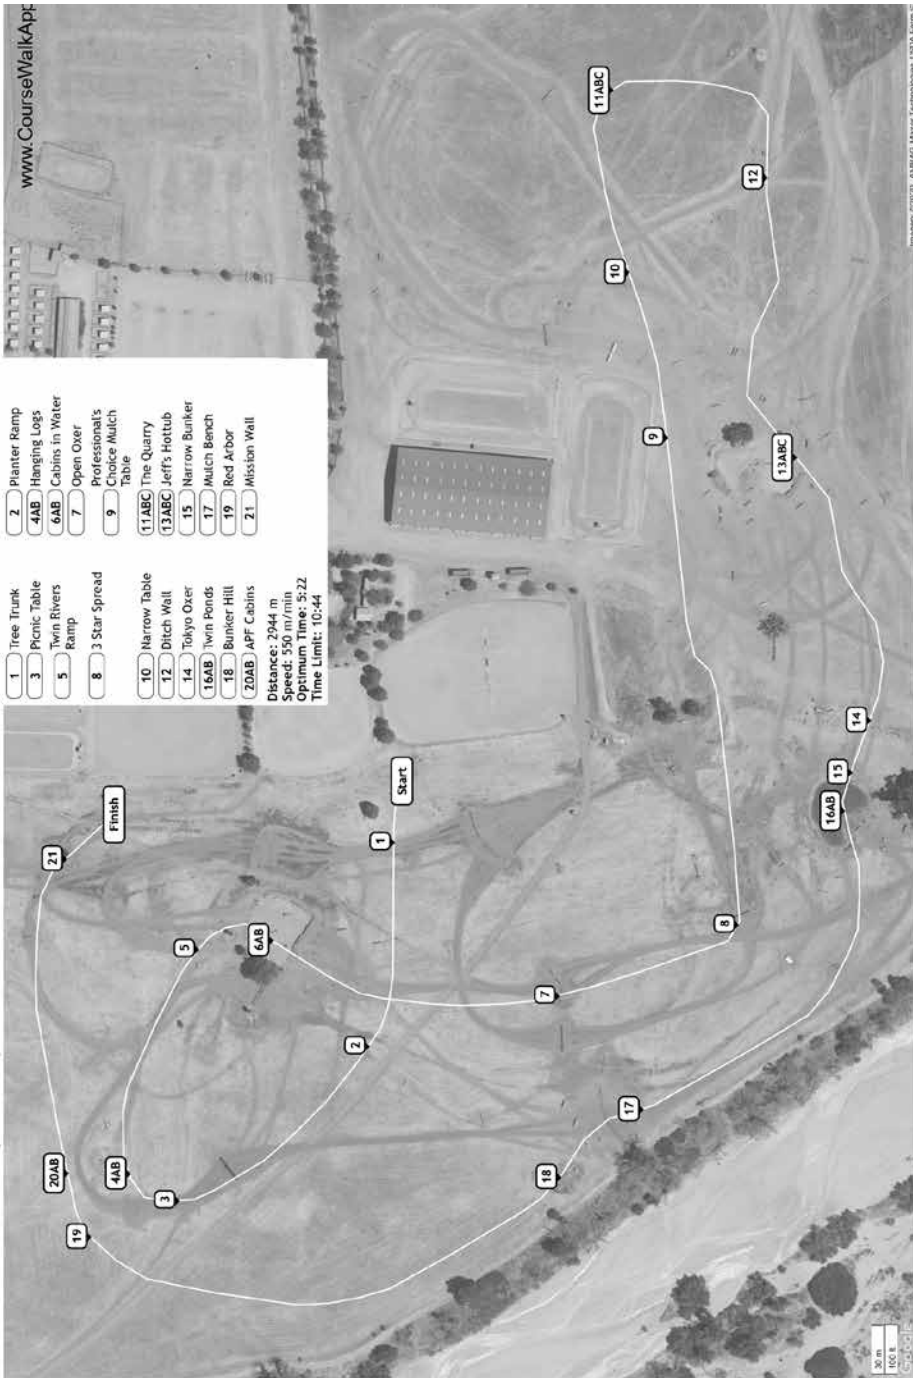 www.CourseWalkApp
1 Tree Trunk
2 Planter Ramp
3 Picnic Table
4AB Hanging Logs
5 Twin Rivers
Ramp
6AB Cabins in Water
7 Open Oxer
8 3 Star Spread
9 Professional's
Choice Mulch
Table
10 Narrow Table
11ABC The Quarry
12 Ditch Wall
13ABC Jeff's Hottub
14 Tokyo Oxer
15 Narrow Bunker
16AB Twin Ponds
17 Mulch Bench
18 Bunker Hill
19 Red Arbor
20AB APF Cabins
21 Mission Wall
Distance: 2944 m
Speed: 550 m/min
Optimum Time: 5:22
Time Limit: 10:44
Finish
21
Start
1
5
6AB
8
7
2
4AB
3
20AB
19
17
18
16AB
15
14
13ABC
9
10
12
11ABC
30 m
100 ft
Google